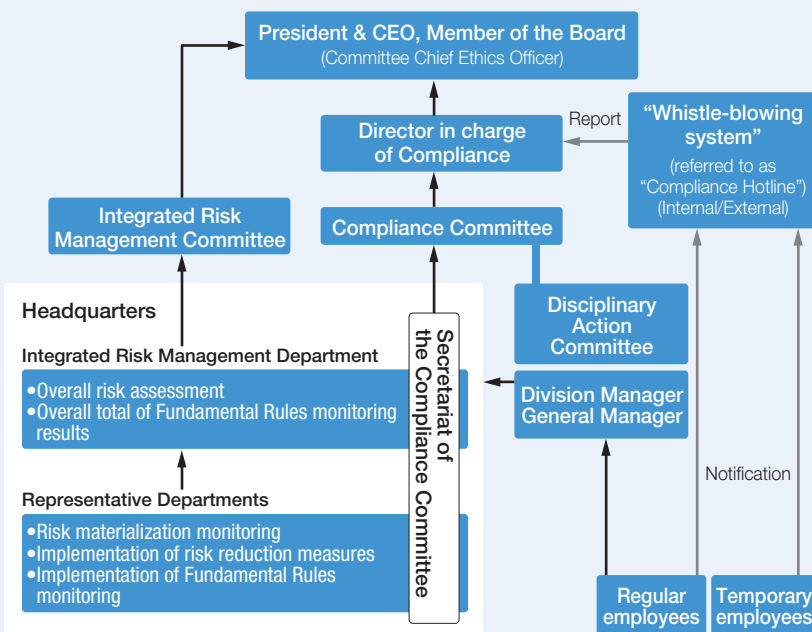 President & CEO, Member of the Board
(Committee Chief Ethics Officer)
Director in charge
of Compliance
Report
“Whistle-blowing
system”
(referred to as
“Compliance Hotline”)
(Internal/External)
Integrated Risk
Management Committee
Compliance Committee
Headquarters
Disciplinary
Action
Committee
Integrated Risk Management Department
•Overall risk assessment
•Overall total of Fundamental Rules monitoring
results
Secretariat of
the Compliance Committee
Division Manager
General Manager
Notification
Representative Departments
•Risk materialization monitoring
•Implementation of risk reduction measures
•Implementation of Fundamental Rules
monitoring
Regular
employees
Temporary
employees